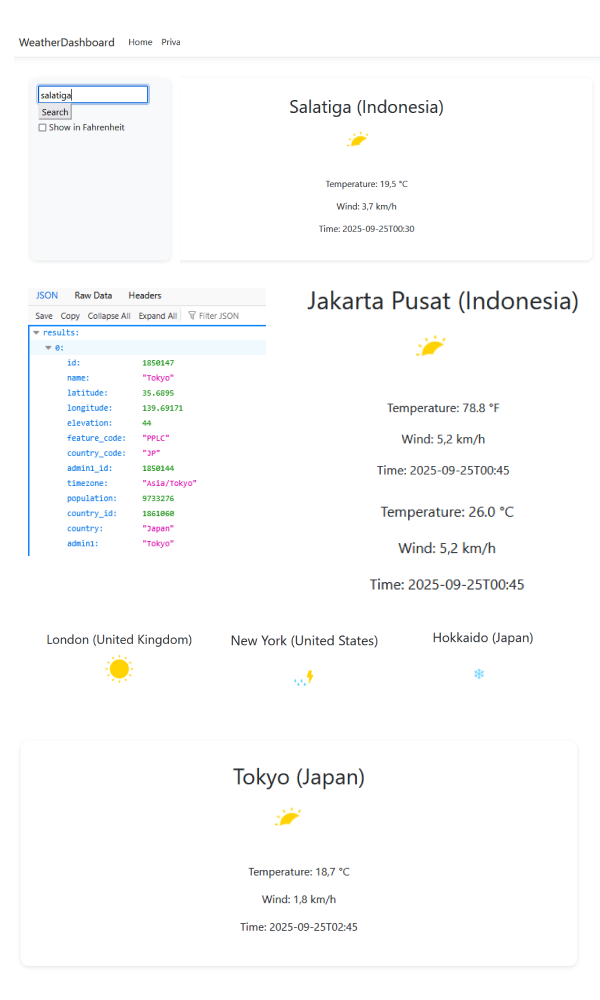 WeatherDashboard Home Priva
salatiga
Search
Show in Fahrenheit
Salatiga (Indonesia)
Temperature: 19,5 °C
Wind: 3,7 km/h
Time: 2025-09-25T00:30
JSON Raw Data Headers
Save Copy Collapse All Expand All Filter JSON
results:
0:
id: 1850147
name: "Tokyo"
latitude: 35.6895
longitude: 139.69171
elevation: 44
feature_code: "PPLC"
country_code: "JP"
admin1_id: 1850144
timezone: "Asia/Tokyo"
population: 9733276
country_id: 1861060
country: "Japan"
admin1: "Tokyo"
Jakarta Pusat (Indonesia)
Temperature: 78.8 °F
Wind: 5,2 km/h
Time: 2025-09-25T00:45
Temperature: 26.0 °C
Wind: 5,2 km/h
Time: 2025-09-25T00:45
London (United Kingdom)
New York (United States)
Hokkaido (Japan)
Tokyo (Japan)
Temperature: 18,7 °C
Wind: 1,8 km/h
Time: 2025-09-25T02:45